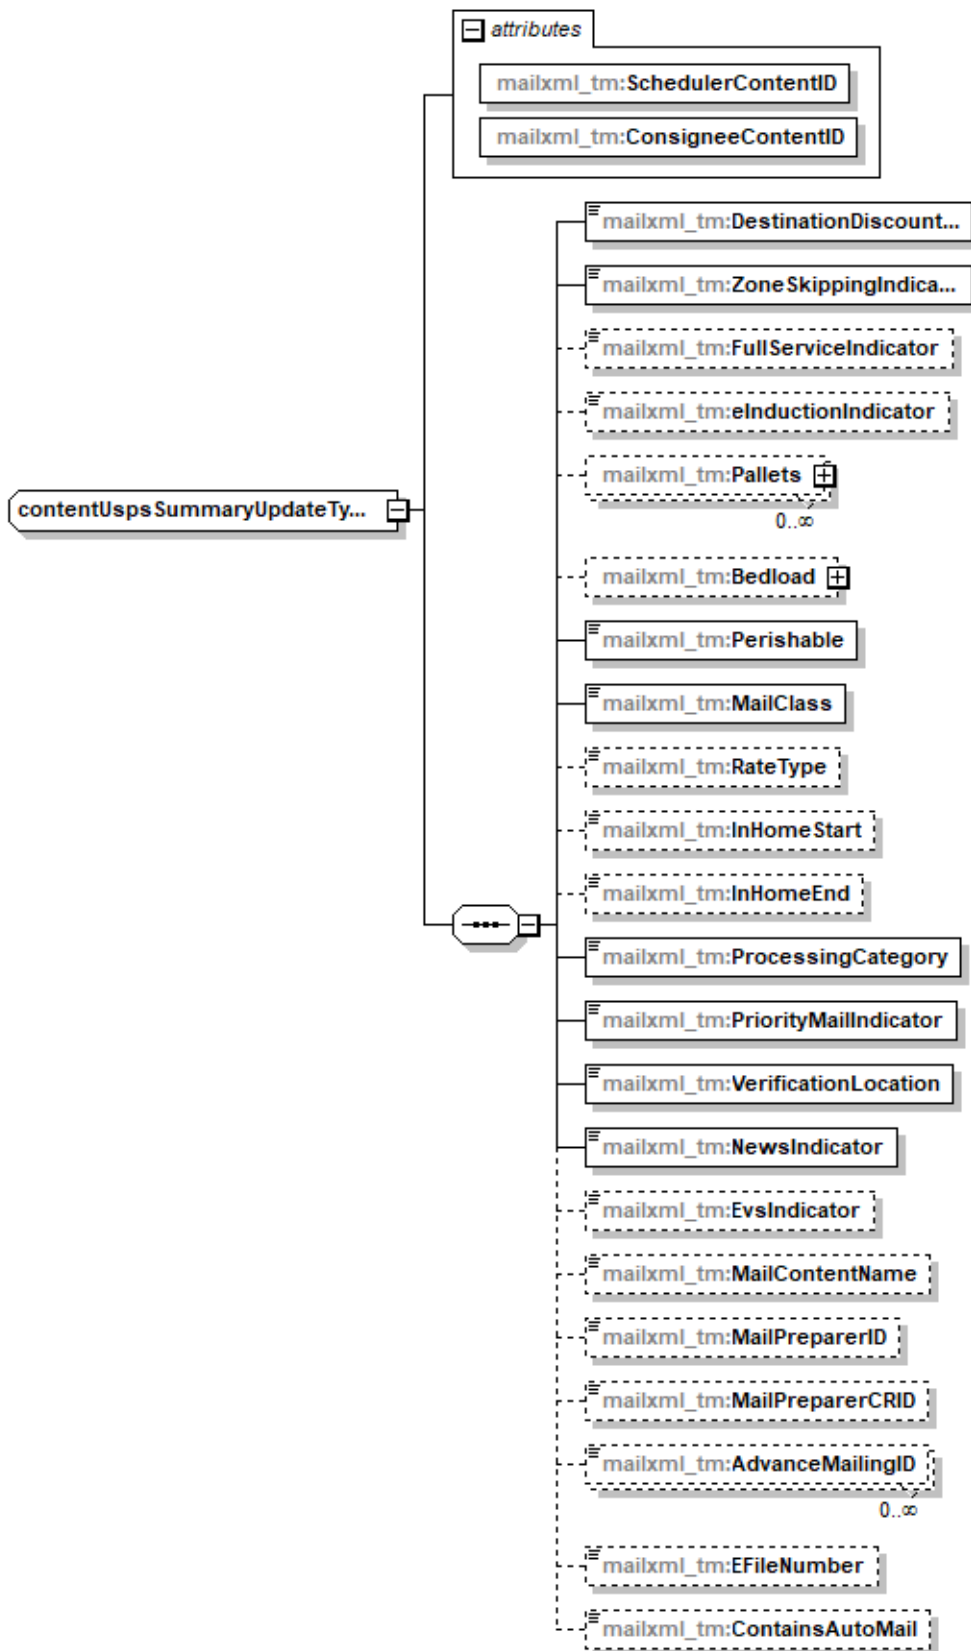 attributes
mailxml_tm:SchedulerContentID
mailxml_tm:ConsigneeContentID
mailxml_tm:DestinationDiscount...
mailxml_tm:ZoneSkippingIndica...
mailxml_tm:FullServiceIndicator
mailxml_tm:eInductionIndicator
mailxml_tm:Pallets
0..∞
contentUspsSummaryUpdateTy...
mailxml_tm:Bedload
mailxml_tm:Perishable
mailxml_tm:MailClass
mailxml_tm:RateType
mailxml_tm:InHomeStart
mailxml_tm:InHomeEnd
mailxml_tm:ProcessingCategory
mailxml_tm:PriorityMailIndicator
mailxml_tm:VerificationLocation
mailxml_tm:NewsIndicator
mailxml_tm:EvsIndicator
mailxml_tm:MailContentName
mailxml_tm:MailPreparerID
mailxml_tm:MailPreparerCRID
mailxml_tm:AdvanceMailingID
0..∞
mailxml_tm:EFileNumber
mailxml_tm:ContainsAutoMail